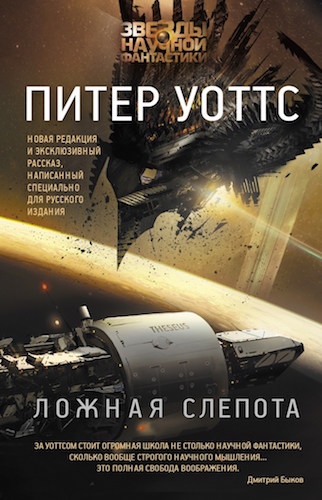 ЗВЕЗДЫ
НАУЧНОЙ
ФАНТАСТИКИ
ПИТЕР УОТТС
НОВАЯ РЕДАКЦИЯ
И ЭКСКЛЮЗИВНЫЙ
РАССКАЗ,
НАПИСАННЫЙ
СПЕЦИАЛЬНО
ДЛЯ РУССКОГО
ИЗДАНИЯ
THESEUS
ЛОЖНАЯ СЛЕПОТА
ЗА УОТТСОМ СТОИТ ОГРОМНАЯ ШКОЛА НЕ СТОЛЬКО НАУЧНОЙ ФАНТАСТИКИ,
СКОЛЬКО ВООБЩЕ СТРОГОГО НАУЧНОГО МЫШЛЕНИЯ...
ЭТО ПОЛНАЯ СВОБОДА ВООБРАЖЕНИЯ.
Дмитрий Быков